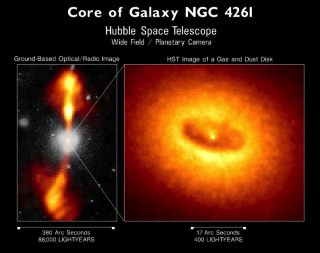 Core of Galaxy NGC 4261
Hubble Space Telescope
Wide Field / Planetary Camera
Ground-Based Optical/Radio Image
HST Image of a Gas and Dust Disk
380 Arc Seconds
88,000 LIGHTYEARS
17 Arc Seconds
400 LIGHTYEARS